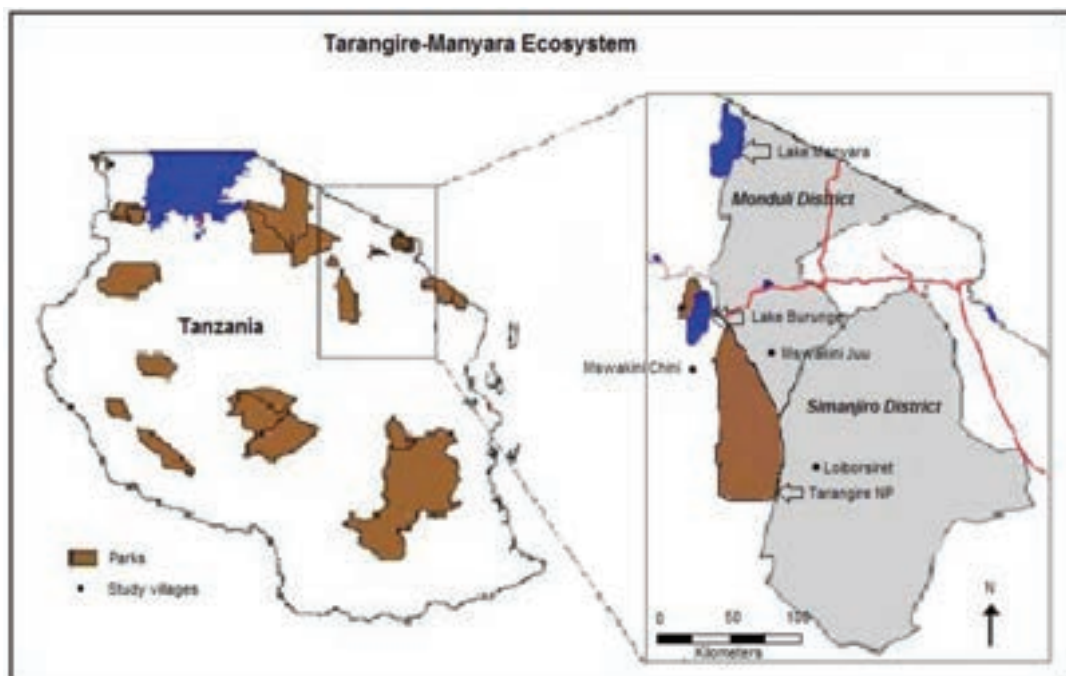 Tarangire-Manyara Ecosystem
Tanzania
Parks
Study villages
Lake Manyara
Monduli District
Lake Burunge
Mswakini Juu
Mswakini Chini
Simanjiro District
Loiborsiret
Tarangire NP
0 50 100
Kilometers
N